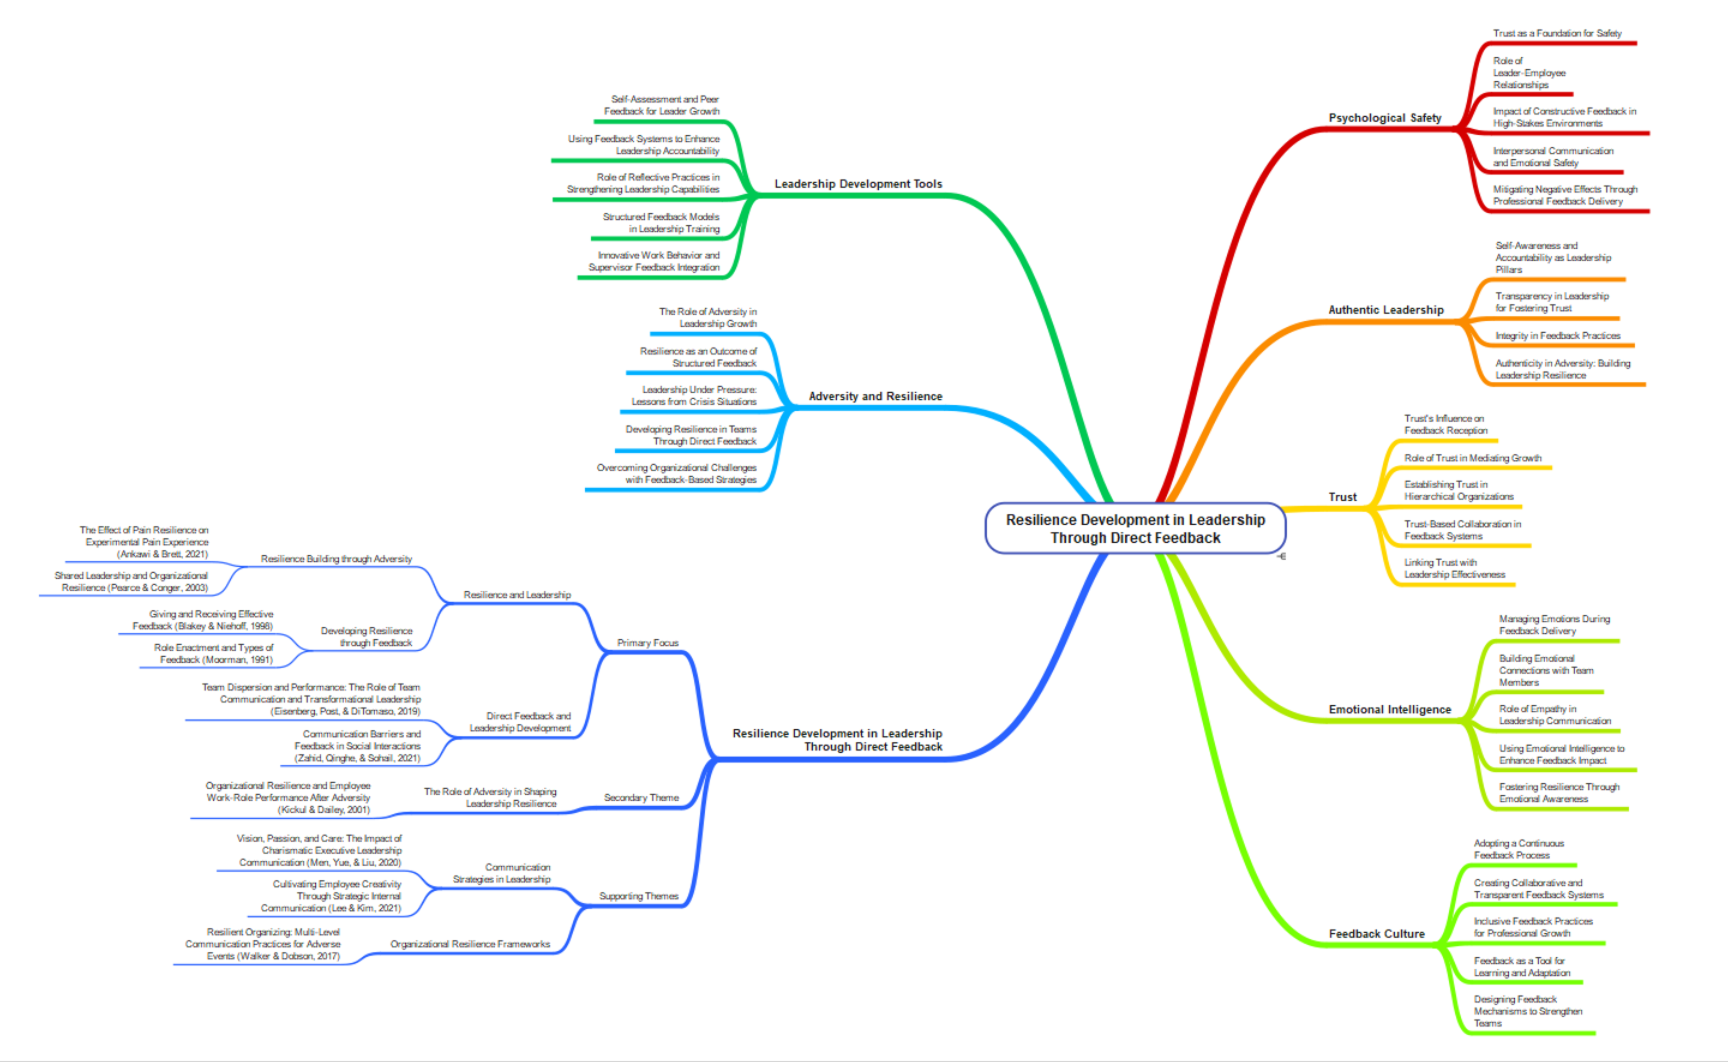 Resilience Development in Leadership
Through Direct Feedback
Psychological Safety
Trust as a Foundation for Safety
Role of
Leader-Employee
Relationships
Impact of Constructive Feedback in
High-Stakes Environments
Interpersonal Communication
and Emotional Safety
Mitigating Negative Effects Through
Professional Feedback Delivery
Authentic Leadership
Self-Awareness and
Accountability as Leadership
Pillars
Transparency in Leadership
for Fostering Trust
Integrity in Feedback Practices
Authenticity in Adversity: Building
Leadership Resilience
Trust
Trust's Influence on
Feedback Reception
Role of Trust in Mediating Growth
Establishing Trust in
Hierarchical Organizations
Trust-Based Collaboration in
Feedback Systems
Linking Trust with
Leadership Effectiveness
Emotional Intelligence
Managing Emotions During
Feedback Delivery
Building Emotional
Connections with Team
Members
Role of Empathy in
Leadership Communication
Using Emotional Intelligence to
Enhance Feedback Impact
Fostering Resilience Through
Emotional Awareness
Feedback Culture
Adopting a Continuous
Feedback Process
Creating Collaborative and
Transparent Feedback Systems
Inclusive Feedback Practices
for Professional Growth
Feedback as a Tool for
Learning and Adaptation
Designing Feedback
Mechanisms to Strengthen
Teams
Leadership Development Tools
Self-Assessment and Peer
Feedback for Leader Growth
Using Feedback Systems to Enhance
Leadership Accountability
Role of Reflective Practices in
Strengthening Leadership Capabilities
Structured Feedback Models
in Leadership Training
Innovative Work Behavior and
Supervisor Feedback Integration
Adversity and Resilience
The Role of Adversity in
Leadership Growth
Resilience as an Outcome of
Structured Feedback
Leadership Under Pressure:
Lessons from Crisis Situations
Developing Resilience in Teams
Through Direct Feedback
Overcoming Organizational Challenges
with Feedback-Based Strategies
Resilience Development in Leadership
Through Direct Feedback
Primary Focus
Resilience and Leadership
Resilience Building through Adversity
The Effect of Pain Resilience on
Experimental Pain Experience
(Ankawi & Brett, 2021)
Shared Leadership and Organizational
Resilience (Pearce & Conger, 2003)
Developing Resilience
through Feedback
Giving and Receiving Effective
Feedback (Blakey & Niehoff, 1998)
Role Enactment and Types of
Feedback (Moorman, 1991)
Direct Feedback and
Leadership Development
Team Dispersion and Performance: The Role of Team
Communication and Transformational Leadership
(Eisenberg, Post, & DiTomaso, 2019)
Communication Barriers and
Feedback in Social Interactions
(Zahid, Qinghe, & Sohail, 2021)
Secondary Theme
The Role of Adversity in Shaping
Leadership Resilience
Organizational Resilience and Employee
Work-Role Performance After Adversity
(Kickul & Dailey, 2001)
Supporting Themes
Communication
Strategies in Leadership
Vision, Passion, and Care: The Impact of
Charismatic Executive Leadership
Communication (Men, Yue, & Liu, 2020)
Cultivating Employee Creativity
Through Strategic Internal
Communication (Lee & Kim, 2021)
Organizational Resilience Frameworks
Resilient Organizing: Multi-Level
Communication Practices for Adverse
Events (Walker & Dobson, 2017)